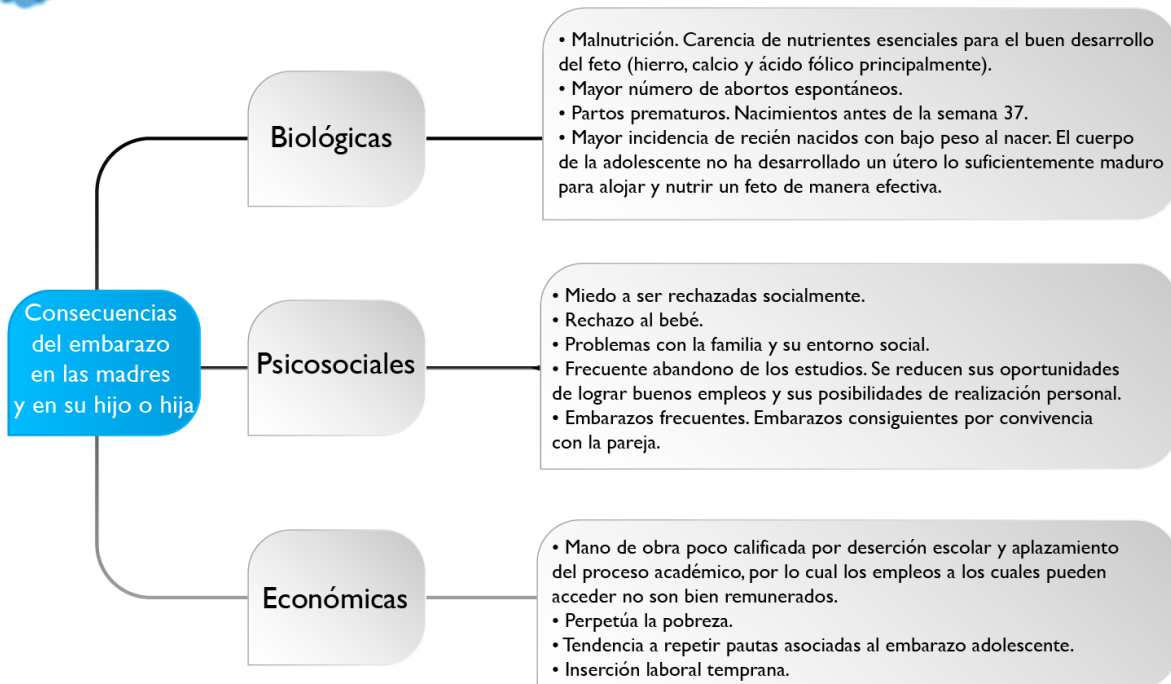 Consecuencias
del embarazo
en las madres
y en su hijo o hija
Biológicas
• Malnutrición. Carencia de nutrientes esenciales para el buen desarrollo
del feto (hierro, calcio y ácido fólico principalmente).
• Mayor número de abortos espontáneos.
• Partos prematuros. Nacimientos antes de la semana 37.
• Mayor incidencia de recién nacidos con bajo peso al nacer. El cuerpo
de la adolescente no ha desarrollado un útero lo suficientemente maduro
para alojar y nutrir un feto de manera efectiva.
Psicosociales
• Miedo a ser rechazadas socialmente.
• Rechazo al bebé.
• Problemas con la familia y su entorno social.
• Frecuente abandono de los estudios. Se reducen sus oportunidades
de lograr buenos empleos y sus posibilidades de realización personal.
• Embarazos frecuentes. Embarazos consiguientes por convivencia
con la pareja.
Económicas
• Mano de obra poco calificada por deserción escolar y aplazamiento
del proceso académico, por lo cual los empleos a los cuales pueden
acceder no son bien remunerados.
• Perpetúa la pobreza.
• Tendencia a repetir pautas asociadas al embarazo adolescente.
• Inserción laboral temprana.